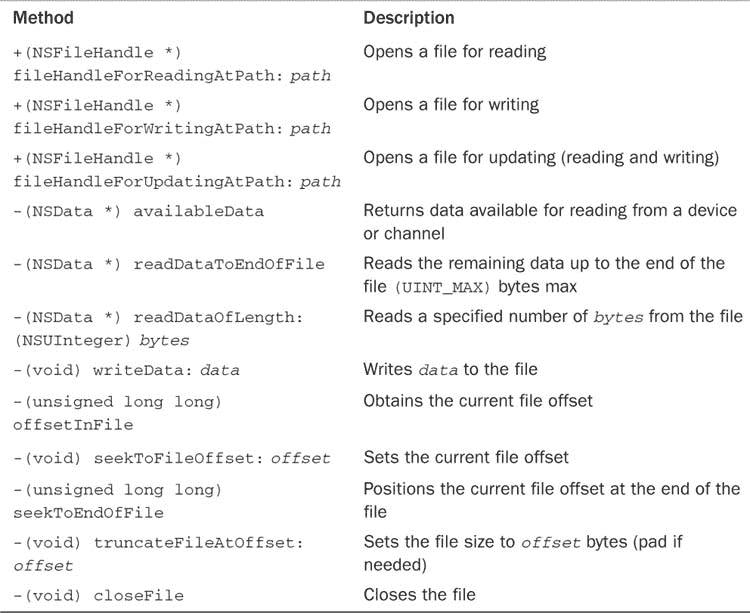 Method Description
+(NSFileHandle *) Opens a file for reading
fileHandleForReadingAtPath: path
+(NSFileHandle *) Opens a file for writing
fileHandleForWritingAtPath: path
+(NSFileHandle *) Opens a file for updating (reading and writing)
fileHandleForUpdatingAtPath: path
-(NSData *) availableData Returns data available for reading from a device
or channel
-(NSData *) readDataToEndOfFile Reads the remaining data up to the end of the
file (UINT_MAX) bytes max
-(NSData *) readDataOfLength: Reads a specified number of bytes from the file
(NSUInteger) bytes
-(void) writeData: data Writes data to the file
-(unsigned long long) Obtains the current file offset
offsetInFile
-(void) seekToFileOffset: offset Sets the current file offset
-(unsigned long long) Positions the current file offset at the end of the
seekToEndOfFile file
-(void) truncateFileAtOffset: Sets the file size to offset bytes (pad if
offset needed)
-(void) closeFile Closes the file